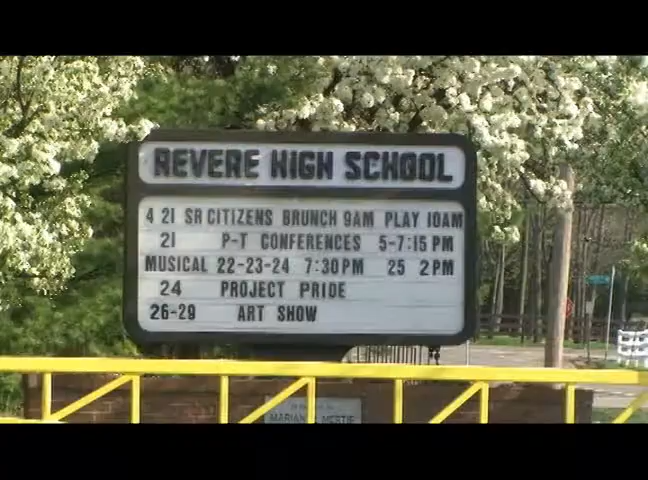 REVERE HIGH SCHOOL
4 21 SR CITIZENS BRUNCH 9AM PLAY 10AM
21 P-T CONFERENCES 5-7:15 PM
MUSICAL 22-23-24 7:30PM 25 2PM
24 PROJECT PRIDE
26-29 ART SHOW